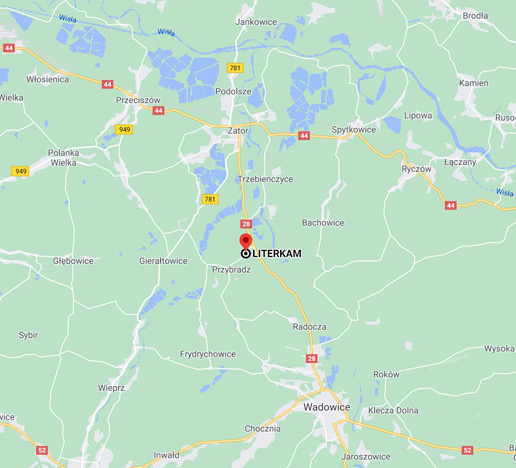 Wisła
Jankowice
Brodła
Wisła
44
44
781
Włosienica
Kamień
Podolsze
Przeciszów
44
Wielka
Lipowa
949
Zator
44
Spytkowice
Polanka
Wielka
Łączany
949
Ryczów
Trzebieńczyce
Wisła
781
44
28
Bachowice
LITERKAM
Głębowice
Gierałtowice
Przybradz
Radocza
Sybir
Wysoka
Frydrychowice
28
Roków
Wieprz
Wadowice
Klecza Dolna
Chocznia
52
Inwałd
52
Jaroszowice